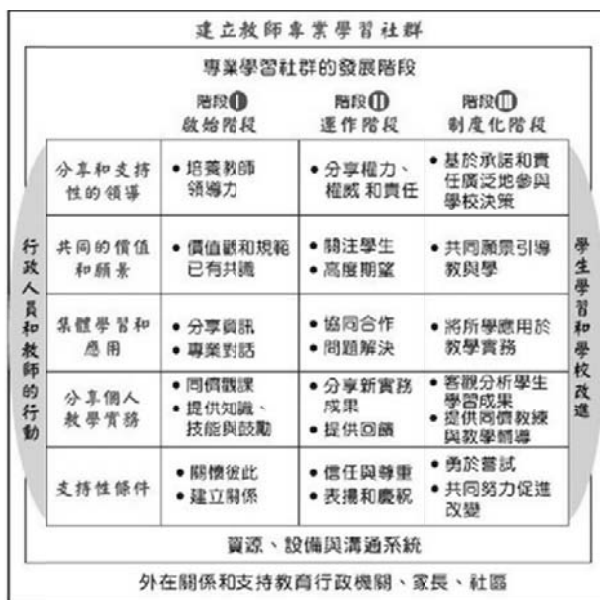 建立教師專業學習社群
專業學習社群的發展階段
階段I
啟始階段
階段II
運作階段
階段III
制度化階段
行政人員和教師的行動
分享和支持
性的領導
• 培養教師
領導力
• 分享權力、
權威和責任
• 基於承諾和責
任廣泛地參與
學校決策
共同的價值
和願景
• 價值觀和規範
已有共識
• 關注學生
• 高度期望
• 共同願景引導
教與學
集體學習和
應用
• 分享資訊
• 專業對話
• 協同合作
• 問題解決
• 將所學應用於
教學實務
分享個人
教學實務
• 同儕觀課
• 提供知識、
技能與鼓勵
• 分享新實務
成果
• 提供回饋
• 客觀分析學生
學習成果
• 提供同儕教練
與教學輔導
支持性條件
• 關懷彼此
• 建立關係
• 信任與尊重
• 表揚和慶祝
• 勇於嘗試
• 共同努力促進
改變
學生學習和學校改進
資源、設備與溝通系統
外在關係和支持教育行政機關、家長、社區